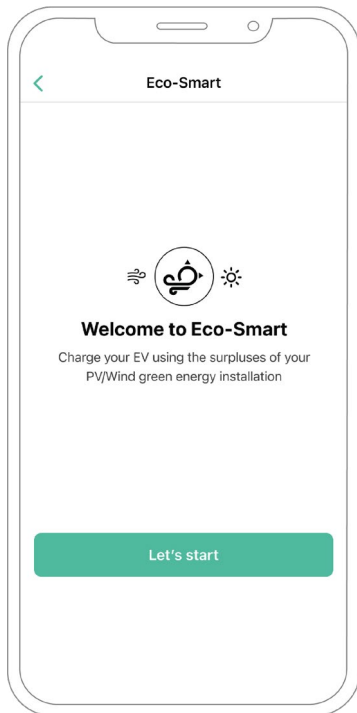 Eco-Smart
Welcome to Eco-Smart
Charge your EV using the surpluses of your
PV/Wind green energy installation
Let's start